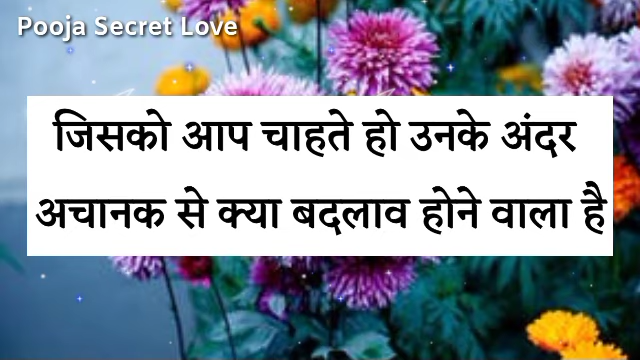 Pooja Secret Love
जिसको आप चाहते हो उनके अंदर
अचानक से क्या बदलाव होने वाला है